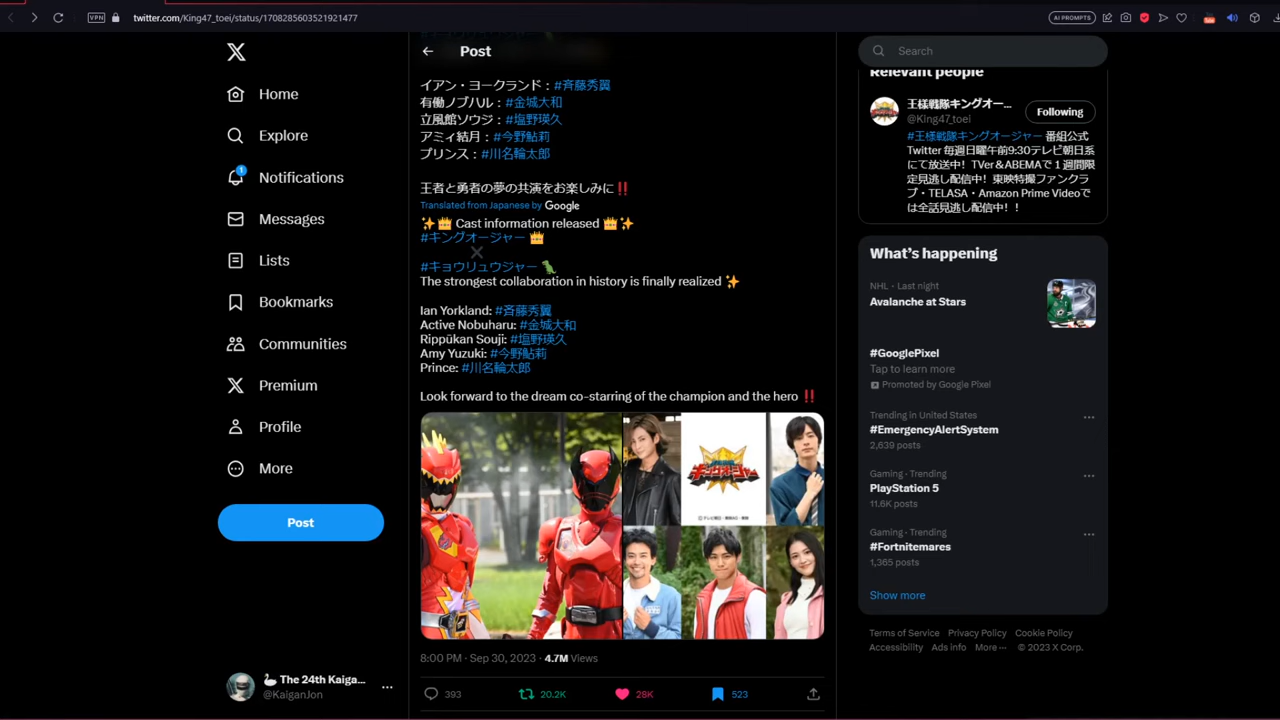 VPN
twitter.com/King47_toei/status/1708285603521921477
AI PROMPTS
Home
Explore
1
Notifications
Messages
Lists
Bookmarks
Communities
Premium
Profile
More
Post
The 24th Kaiga...
@KaiganJon
Post
イアン・ヨークランド：#斉藤秀翼
有働ノブハル：#金城大和
立風館ソウジ：#塩野瑛久
アミィ結月：#今野鮎莉
プリンス：#川名輪太郎
王者と勇者の夢の共演をお楽しみに‼️
Translated from Japanese by Google
✨👑 Cast information released 👑✨
#キングオージャー 👑
✖
#キョウリュウジャー 🦖
The strongest collaboration in history is finally realized ✨
Ian Yorkland: #斉藤秀翼
Active Nobuharu: #金城大和
Rippūkan Souji: #塩野瑛久
Amy Yuzuki: #今野鮎莉
Prince: #川名輪太郎
Look forward to the dream co-starring of the champion and the hero ‼️
キングオージャー
8:00 PM · Sep 30, 2023 · 4.7M Views
393
20.2K
28K
523
Search
Relevant people
王様戦隊キングオー...
@King47_toei
Following
#王様戦隊キングオージャー 番組公式
Twitter 毎週日曜午前9:30テレビ朝日系
にて放送中！TVer＆ABEMAで１週間限
定見逃し配信中！東映特撮ファンクラ
ブ・TELASA・Amazon Prime Videoで
は全話見逃し配信中！！
What's happening
NHL · Last night
Avalanche at Stars
#GooglePixel
Tap to learn more
Promoted by Google Pixel
Trending in United States
#EmergencyAlertSystem
2,639 posts
Gaming · Trending
PlayStation 5
11.6K posts
Gaming · Trending
#Fortnitemares
1,365 posts
Show more
Terms of Service Privacy Policy Cookie Policy
Accessibility Ads info More ··· © 2023 X Corp.